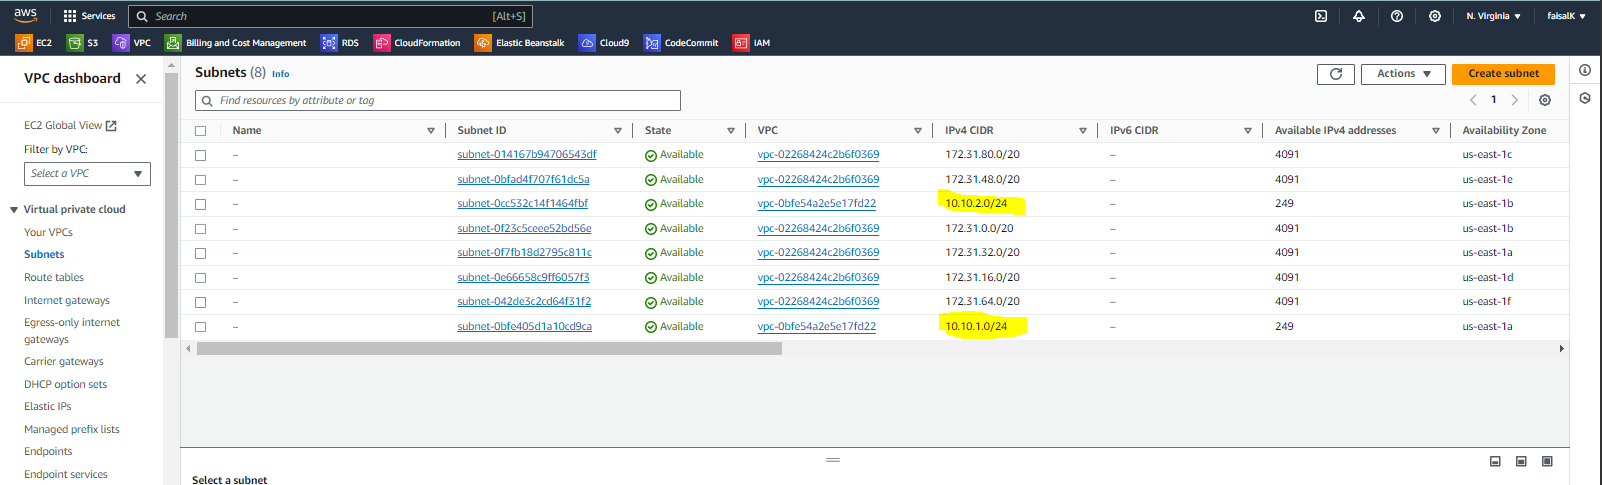 aws Services Search [Alt+S] N. Virginia faisalK
EC2 S3 VPC Billing and Cost Management RDS CloudFormation Elastic Beanstalk Cloud9 CodeCommit IAM
VPC dashboard
EC2 Global View
Filter by VPC:
Select a VPC
Virtual private cloud
Your VPCs
Subnets
Route tables
Internet gateways
Egress-only internet
gateways
Carrier gateways
DHCP option sets
Elastic IPs
Managed prefix lists
Endpoints
Endpoint services
Subnets (8) Info
Actions Create subnet
Find resources by attribute or tag
1
Name Subnet ID State VPC IPv4 CIDR IPv6 CIDR Available IPv4 addresses Availability Zone
– subnet-014167b94706543df Available vpc-02268424c2b6f0369 172.31.80.0/20 – 4091 us-east-1c
– subnet-0bfad4f707f61dc5a Available vpc-02268424c2b6f0369 172.31.48.0/20 – 4091 us-east-1e
– subnet-0cc532c14f1464fbf Available vpc-0bfe54a2e5e17fd22 10.10.2.0/24 – 249 us-east-1b
– subnet-0f23c5ceee52bd56e Available vpc-02268424c2b6f0369 172.31.0.0/20 – 4091 us-east-1b
– subnet-0f7fb18d2795c811c Available vpc-02268424c2b6f0369 172.31.32.0/20 – 4091 us-east-1a
– subnet-0e66658c9ff6057f3 Available vpc-02268424c2b6f0369 172.31.16.0/20 – 4091 us-east-1d
– subnet-042de3c2cd64f31f2 Available vpc-02268424c2b6f0369 172.31.64.0/20 – 4091 us-east-1f
– subnet-0bfe405d1a10cd9ca Available vpc-0bfe54a2e5e17fd22 10.10.1.0/24 – 249 us-east-1a
Select a subnet